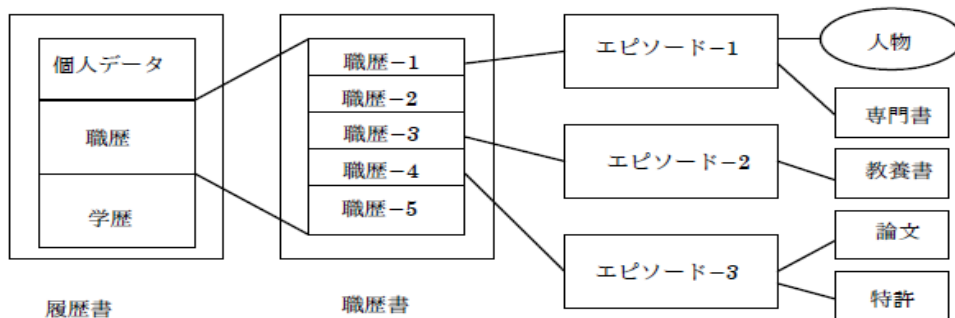 個人データ
職歴
学歴
履歴書
職歴-1
職歴-2
職歴-3
職歴-4
職歴-5
職歴書
エピソード-1
エピソード-2
エピソード-3
人物
専門書
教養書
論文
特許